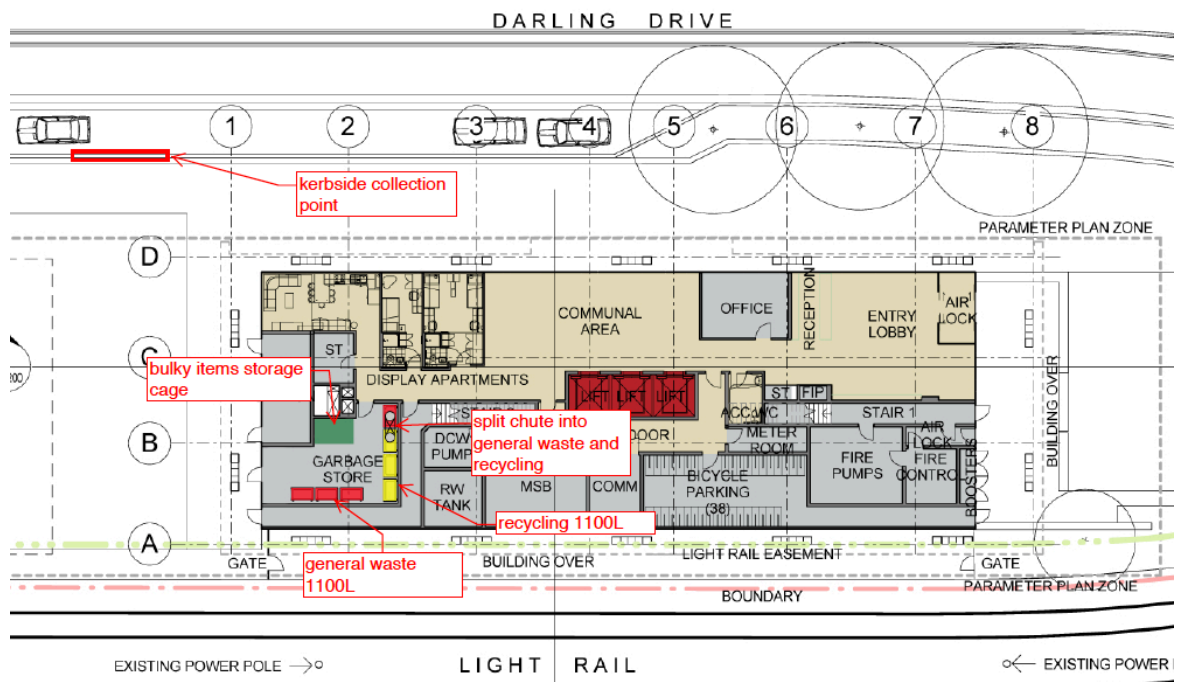 DARLING DRIVE
1 2 3 4 5 6 7 8
kerbside collection
point
PARAMETER PLAN ZONE
D
COMMUNAL
AREA
OFFICE
RECEPTION
ENTRY
LOBBY
AIR
LOCK
C
ST
bulky items storage
cage
DISPLAY APARTMENTS
LIFT LIFT LIFT
ST FIP
STAIR 1
BUILDING OVER
split chute into
general waste and
recycling
B
DCW
PUMP
METER
ROOM
AIR
LOCK
FIRE
PUMPS
FIRE
CONTROL
BOOSTERS
GARBAGE
STORE
RW
TANK
MSB
COMM
BICYCLE
PARKING
(38)
recycling 1100L
A
LIGHT RAIL EASEMENT
GATE
general waste
1100L
BUILDING OVER
GATE
PARAMETER PLAN ZONE
BOUNDARY
EXISTING POWER POLE
LIGHT RAIL
EXISTING POWER